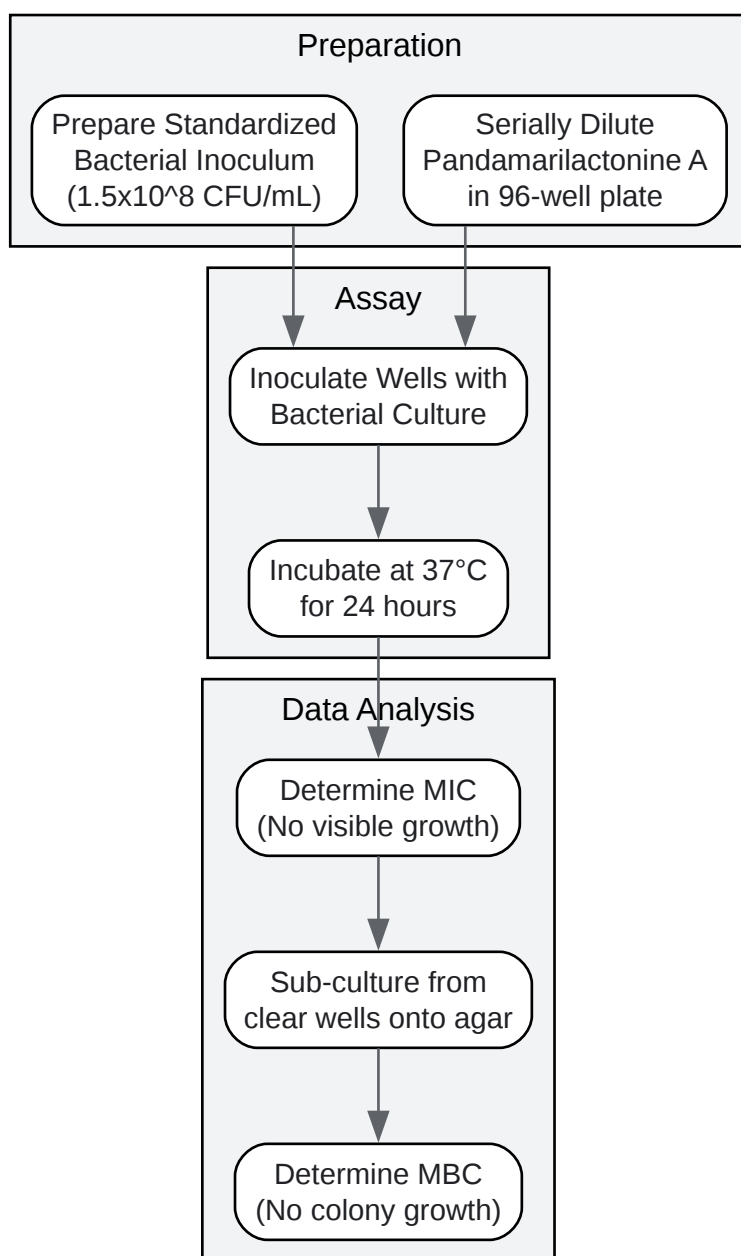 Preparation
Prepare Standardized
Bacterial Inoculum
(1.5x10^8 CFU/mL)
Serially Dilute
Pandamarilactonine A
in 96-well plate
Assay
Inoculate Wells with
Bacterial Culture
Incubate at 37°C
for 24 hours
Data Analysis
Determine MIC
(No visible growth)
Sub-culture from
clear wells onto agar
Determine MBC
(No colony growth)